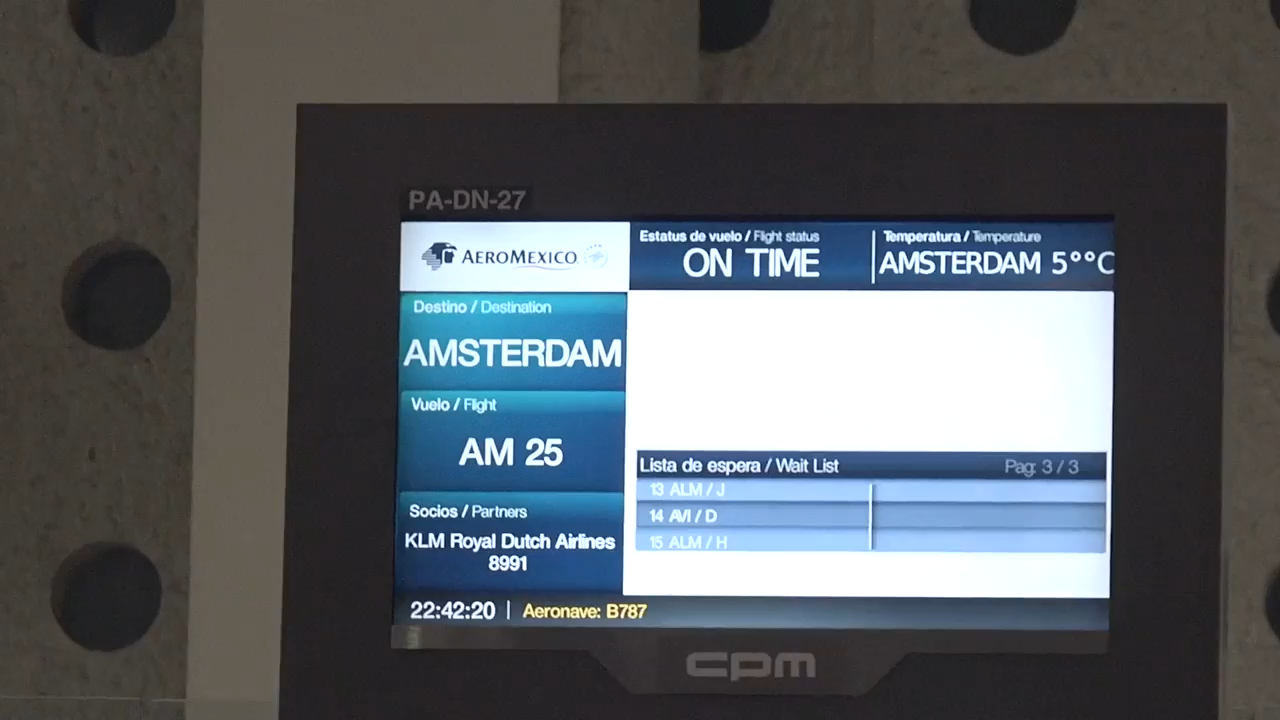 PA-DN-27
AEROMEXICO
Estatus de vuelo / Flight status
ON TIME
Temperatura / Temperature
AMSTERDAM 5°°C
Destino / Destination
AMSTERDAM
Vuelo / Flight
AM 25
Socios / Partners
KLM Royal Dutch Airlines
8991
Lista de espera / Wait List
Pag: 3 / 3
13 ALM / J
14 AVI / D
15 ALM / H
22:42:20 | Aeronave: B787
cpm